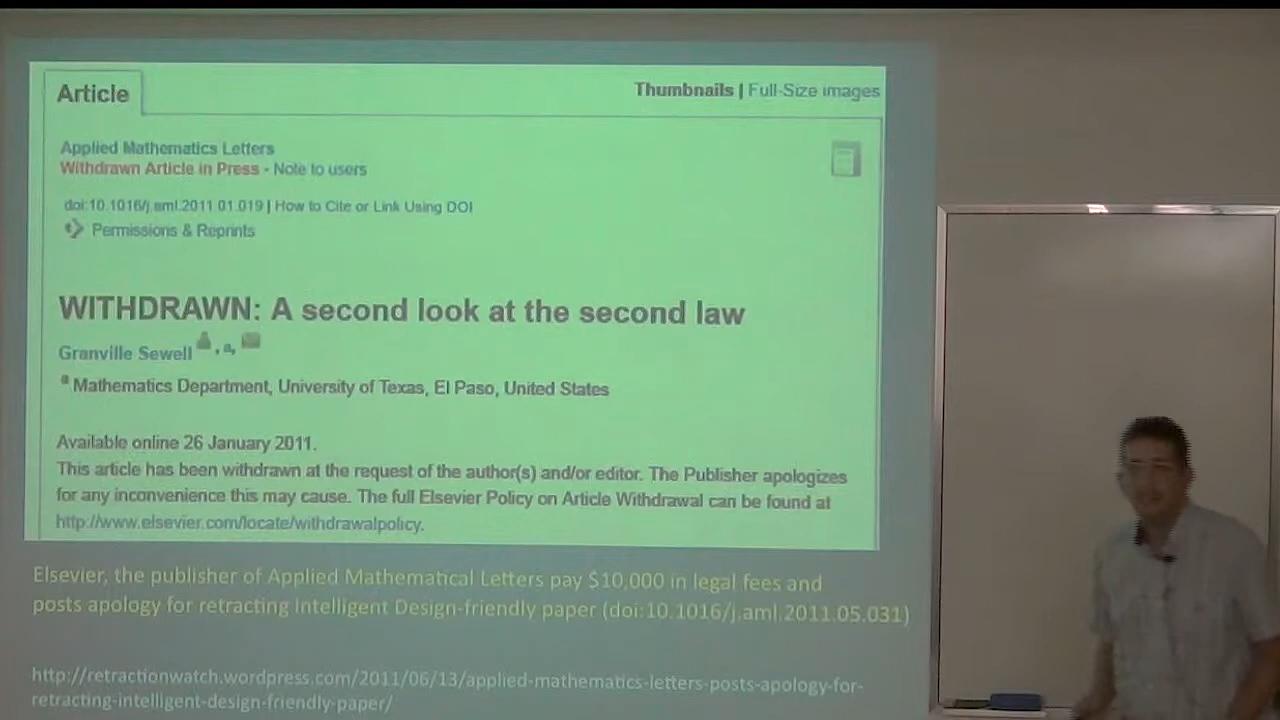 Article
Thumbnails | Full-Size images
Applied Mathematics Letters
Withdrawn Article in Press - Note to users
doi:10.1016/j.aml.2011.01.019 | How to Cite or Link Using DOI
Permissions & Reprints
WITHDRAWN: A second look at the second law
Granville Sewell , a,
a Mathematics Department, University of Texas, El Paso, United States
Available online 26 January 2011.
This article has been withdrawn at the request of the author(s) and/or editor. The Publisher apologizes
for any inconvenience this may cause. The full Elsevier Policy on Article Withdrawal can be found at
http://www.elsevier.com/locate/withdrawalpolicy.
Elsevier, the publisher of Applied Mathematical Letters pay $10,000 in legal fees and
posts apology for retracting Intelligent Design-friendly paper (doi:10.1016/j.aml.2011.05.031)
http://retractionwatch.wordpress.com/2011/06/13/applied-mathematics-letters-posts-apology-for-
retracting-intelligent-design-friendly-paper/